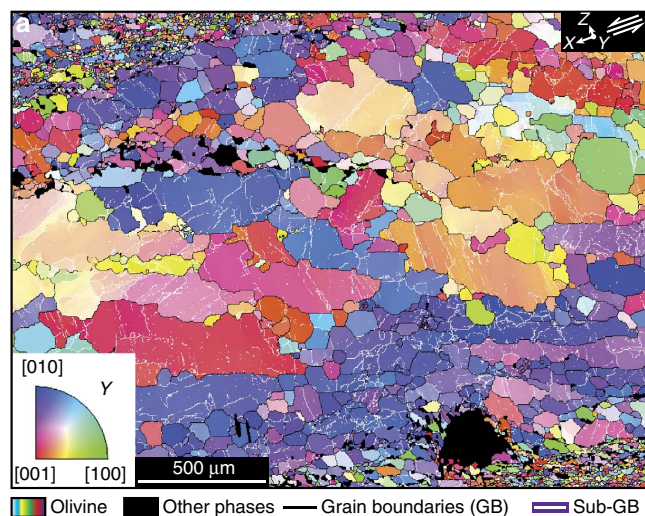 a
Z
X Y
[010]
Y
[001] [100]
500 μm
Olivine Other phases Grain boundaries (GB) Sub-GB